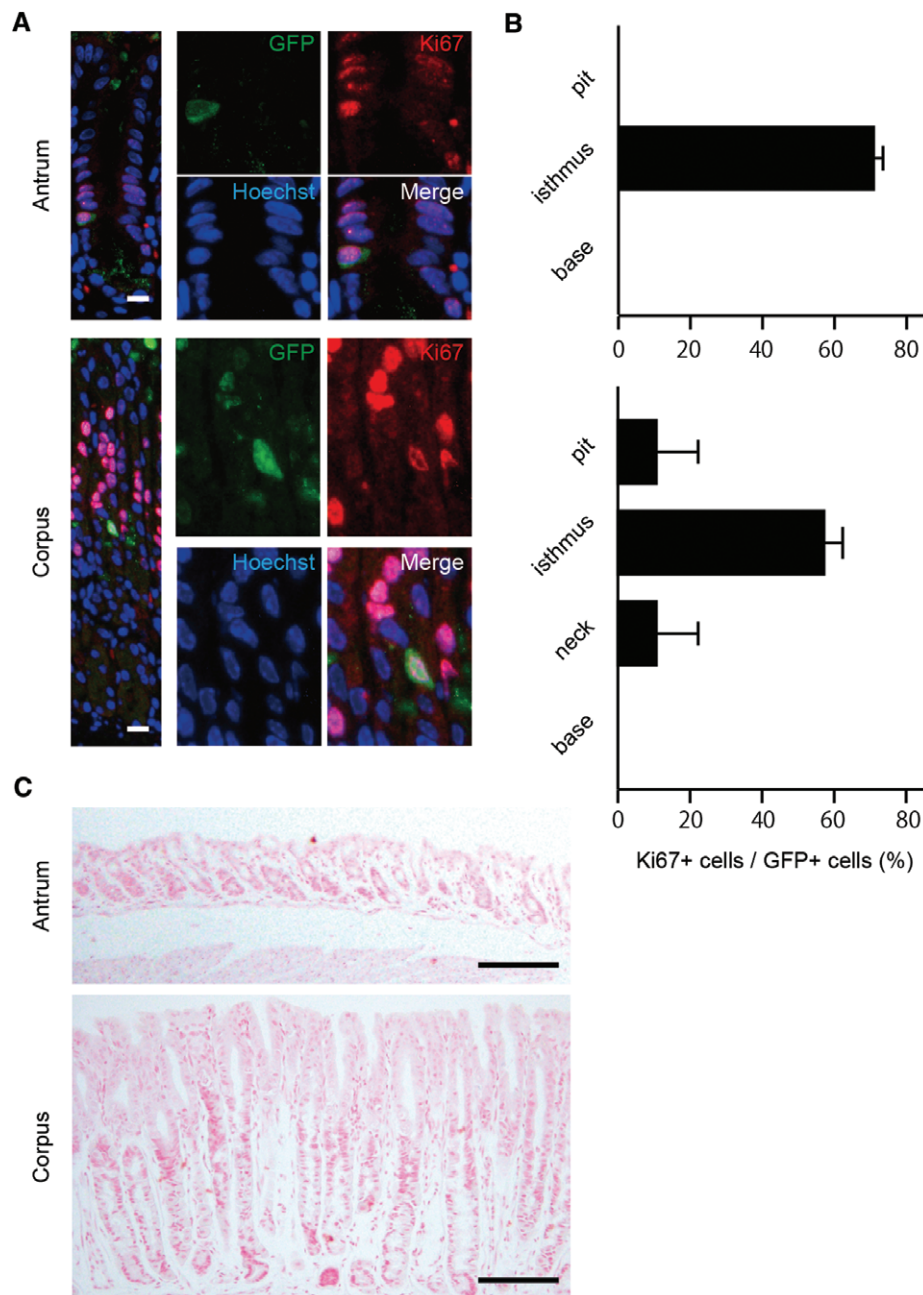 A
Antrum
GFP
Ki67
Hoechst
Merge
Corpus
GFP
Ki67
Hoechst
Merge
B
pit
isthmus
base
0 20 40 60 80
pit
isthmus
neck
base
0 20 40 60 80
Ki67+ cells / GFP+ cells (%)
C
Antrum
Corpus